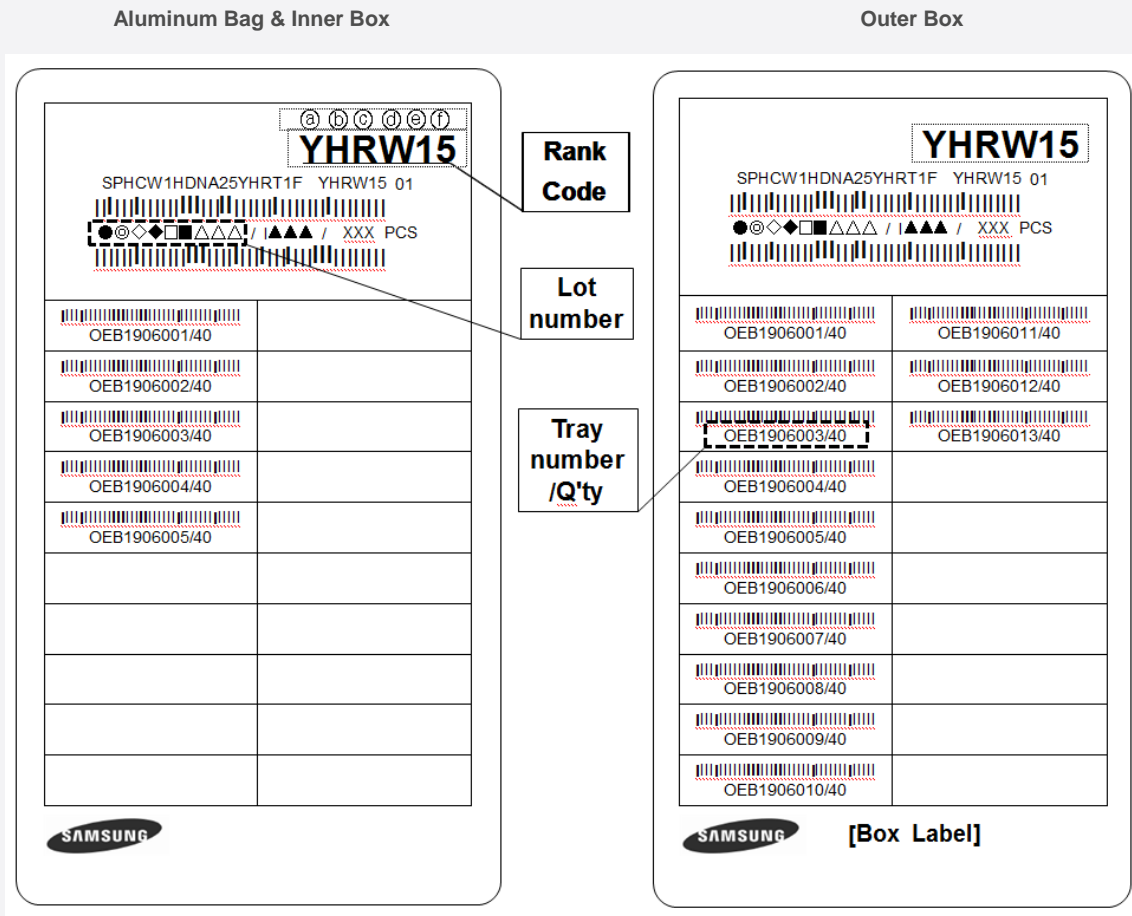 Aluminum Bag & Inner Box
Outer Box
ⓐ ⓑ ⓒ ⓓ ⓔ ⓕ
YHRW15
SPHCW1HDNA25YHRT1F YHRW15 01
●◎◇◆□■△△△ / I▲▲▲ / XXX PCS
OEB1906001/40
OEB1906002/40
OEB1906003/40
OEB1906004/40
OEB1906005/40
SAMSUNG
Rank
Code
Lot
number
Tray
number
/Q'ty
YHRW15
SPHCW1HDNA25YHRT1F YHRW15 01
●◎◇◆□■△△△ / I▲▲▲ / XXX PCS
OEB1906001/40 OEB1906011/40
OEB1906002/40 OEB1906012/40
OEB1906003/40 OEB1906013/40
OEB1906004/40
OEB1906005/40
OEB1906006/40
OEB1906007/40
OEB1906008/40
OEB1906009/40
OEB1906010/40
SAMSUNG [Box Label]